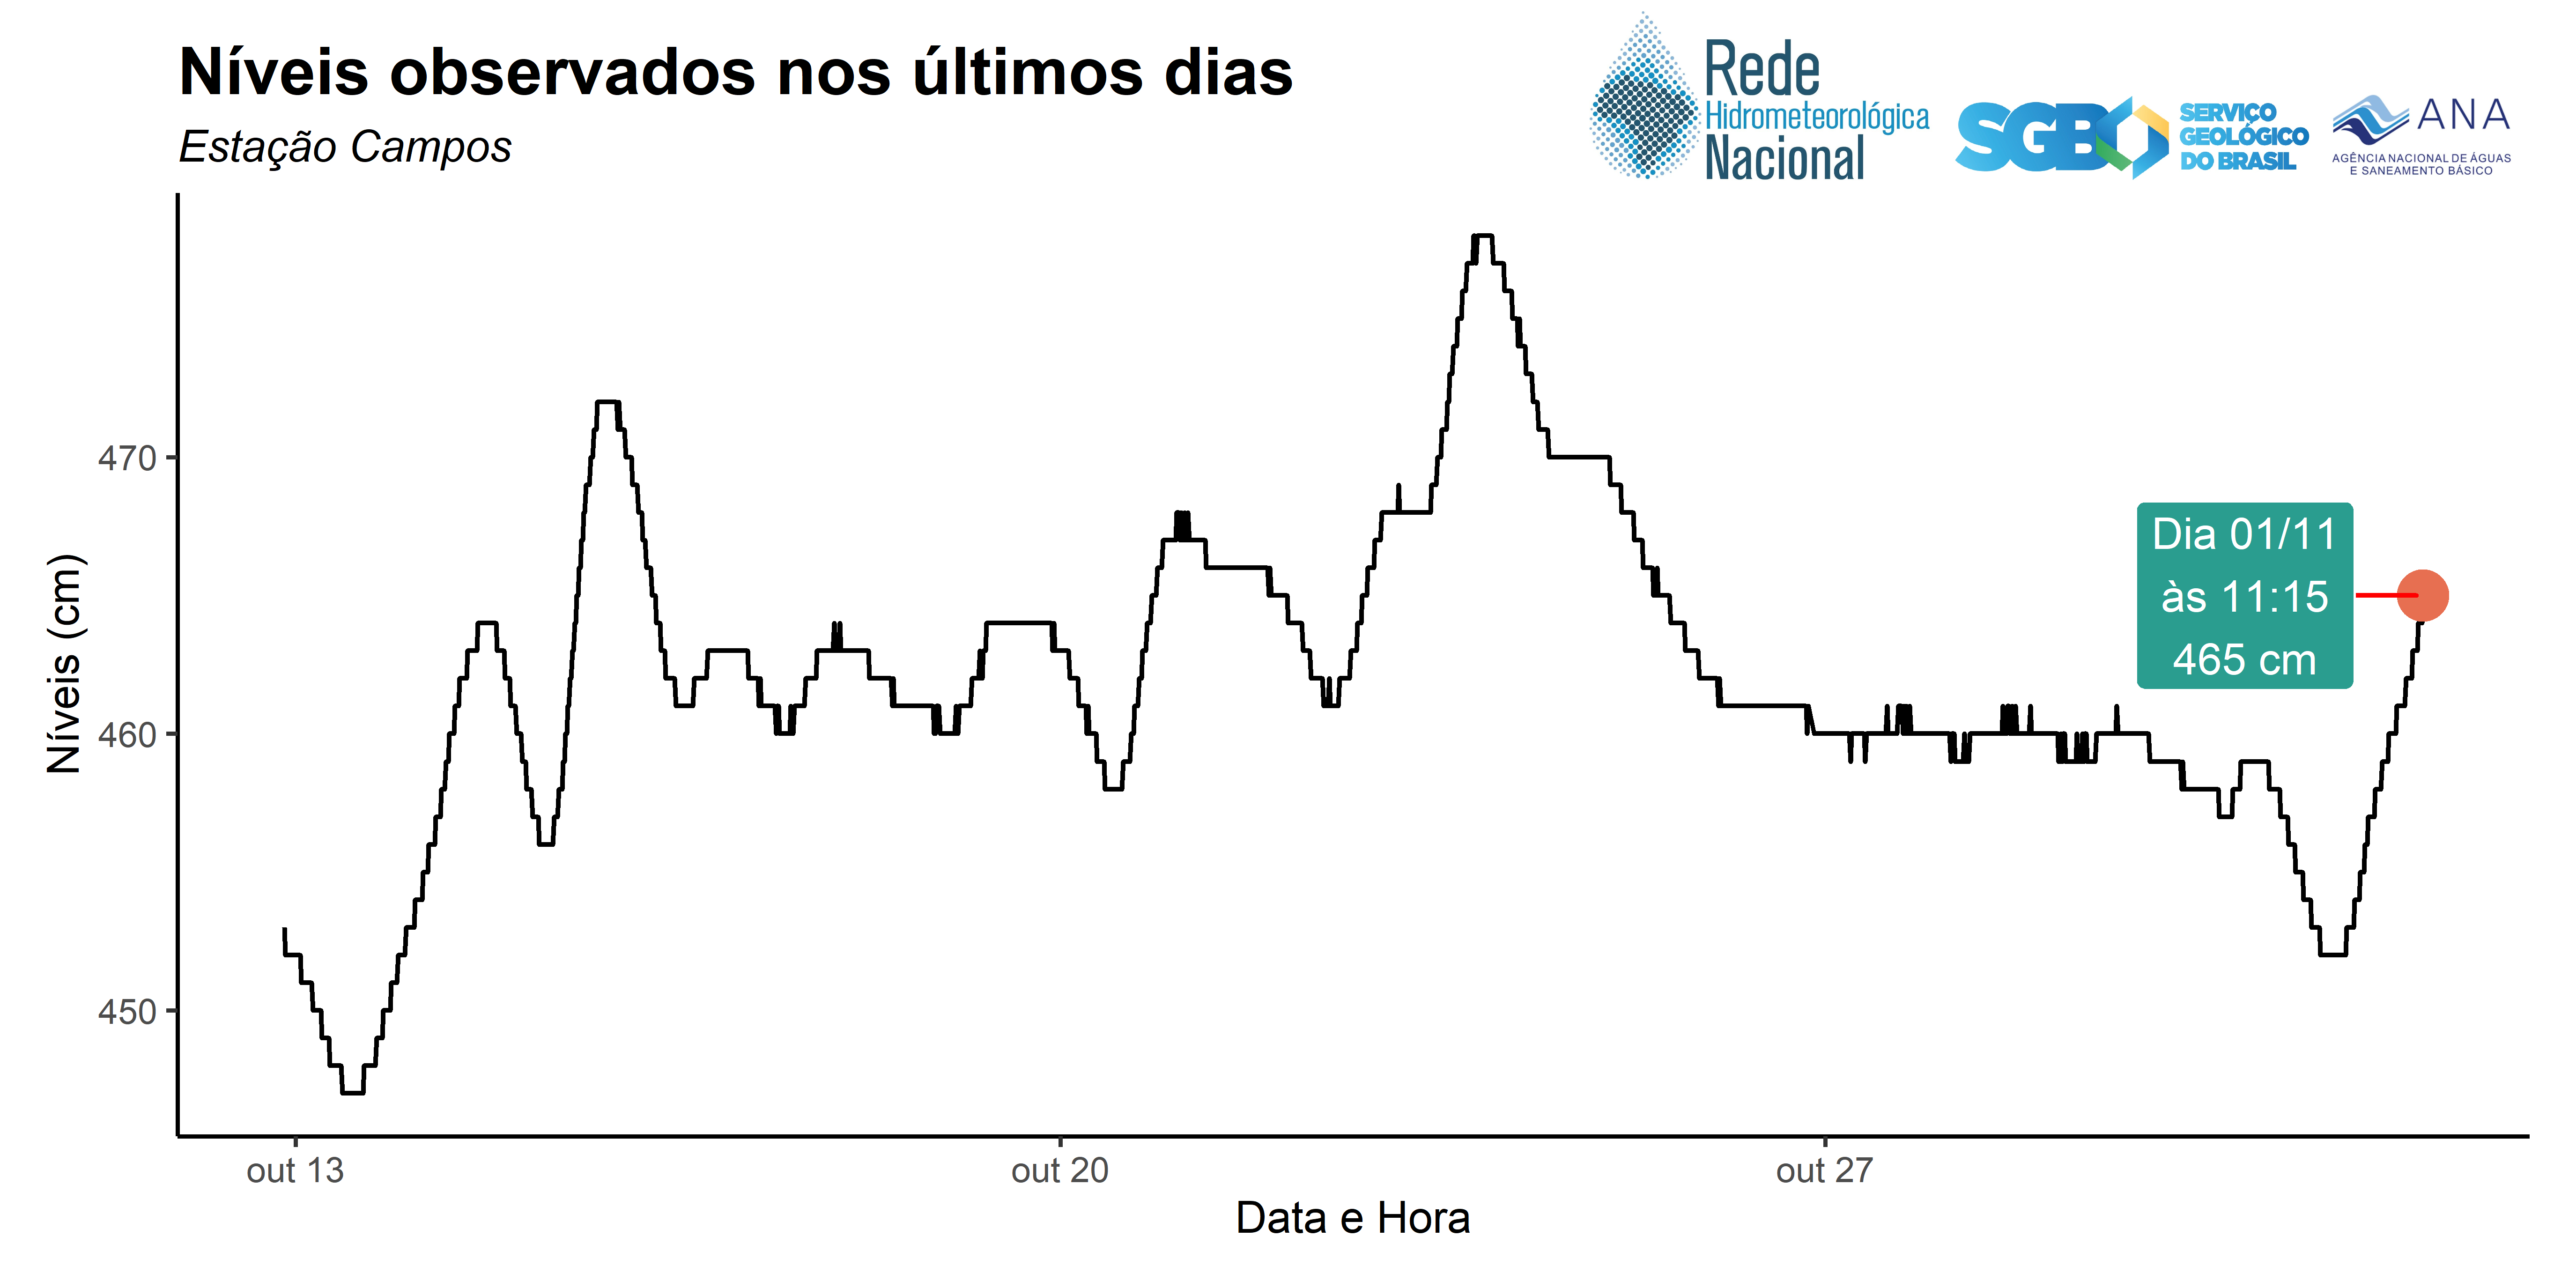 Níveis observados nos últimos dias
Estação Campos
Rede
Hidrometeorológica
Nacional
SGB
SERVIÇO
GEOLÓGICO
DO BRASIL
ANA
AGÊNCIA NACIONAL DE ÁGUAS
E SANEAMENTO BÁSICO
Níveis (cm)
470
460
450
Dia 01/11
às 11:15
465 cm
out 13
out 20
out 27
Data e Hora